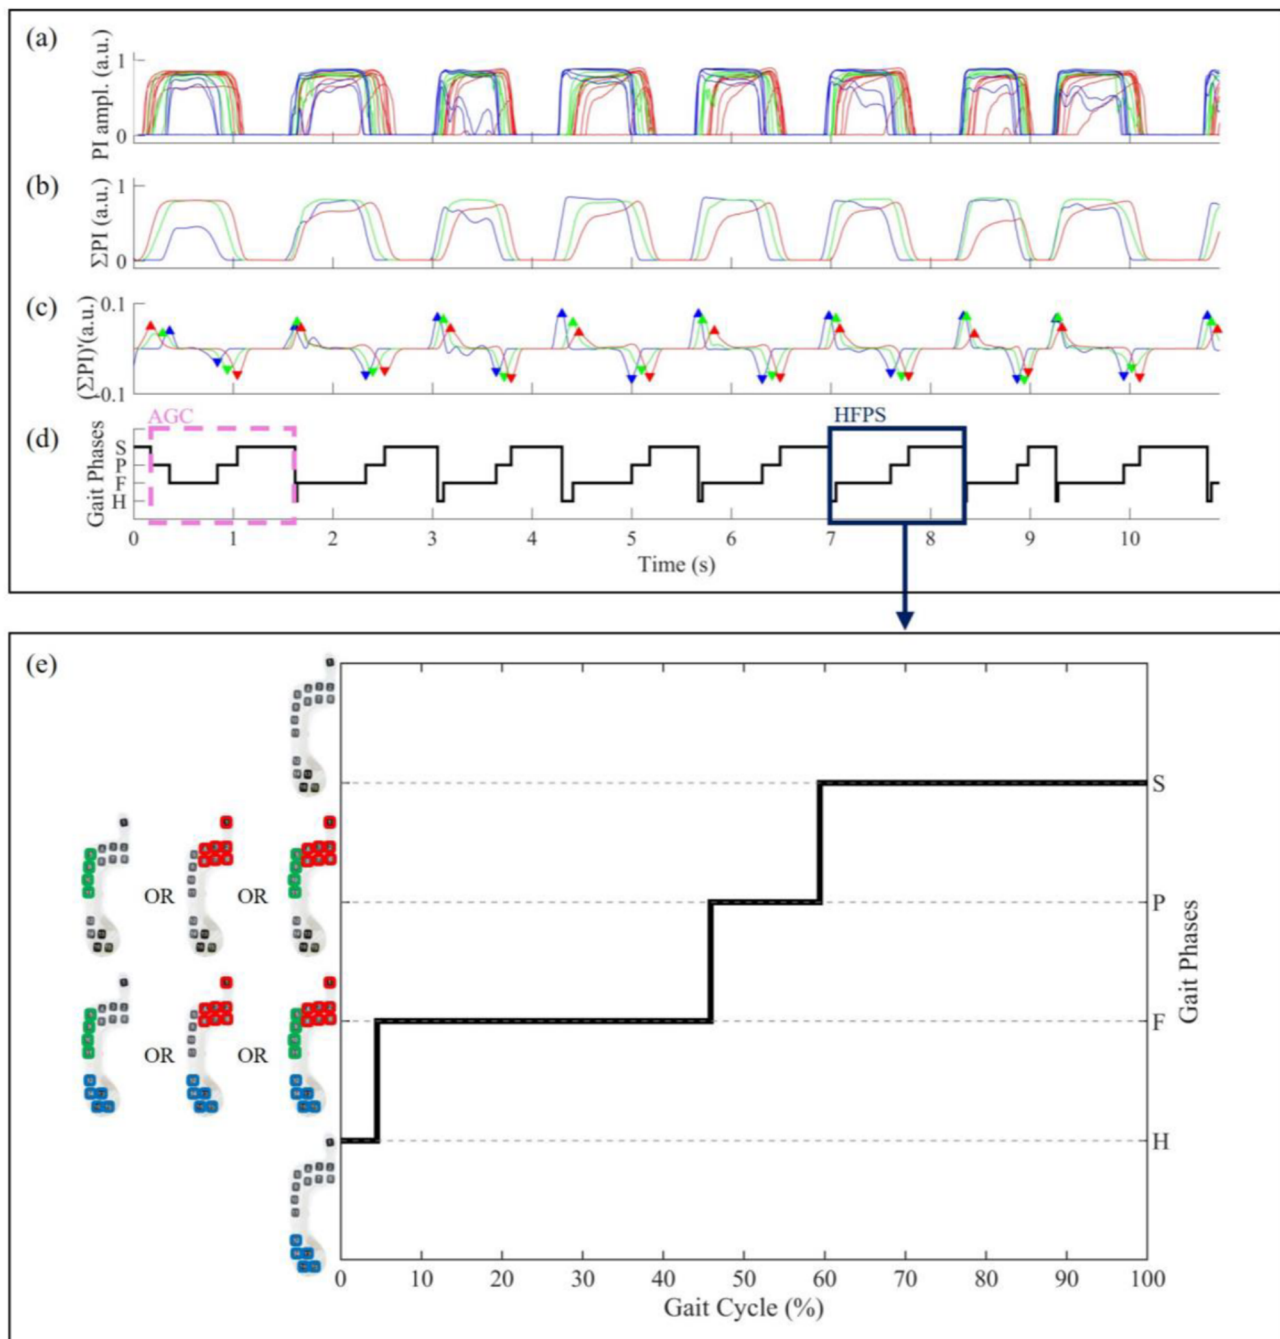 (a)
PI ampl. (a.u.)
1
0
(b)
ΣPI (a.u.)
1
0
(c)
(ΣPI)'(a.u.)
0.1
-0.1
AGC
HFPS
(d)
Gait Phases
S
P
F
H
0 1 2 3 4 5 6 7 8 9 10
Time (s)
(e)
S
OR OR
P
OR OR
F
H
Gait Phases
0 10 20 30 40 50 60 70 80 90 100
Gait Cycle (%)